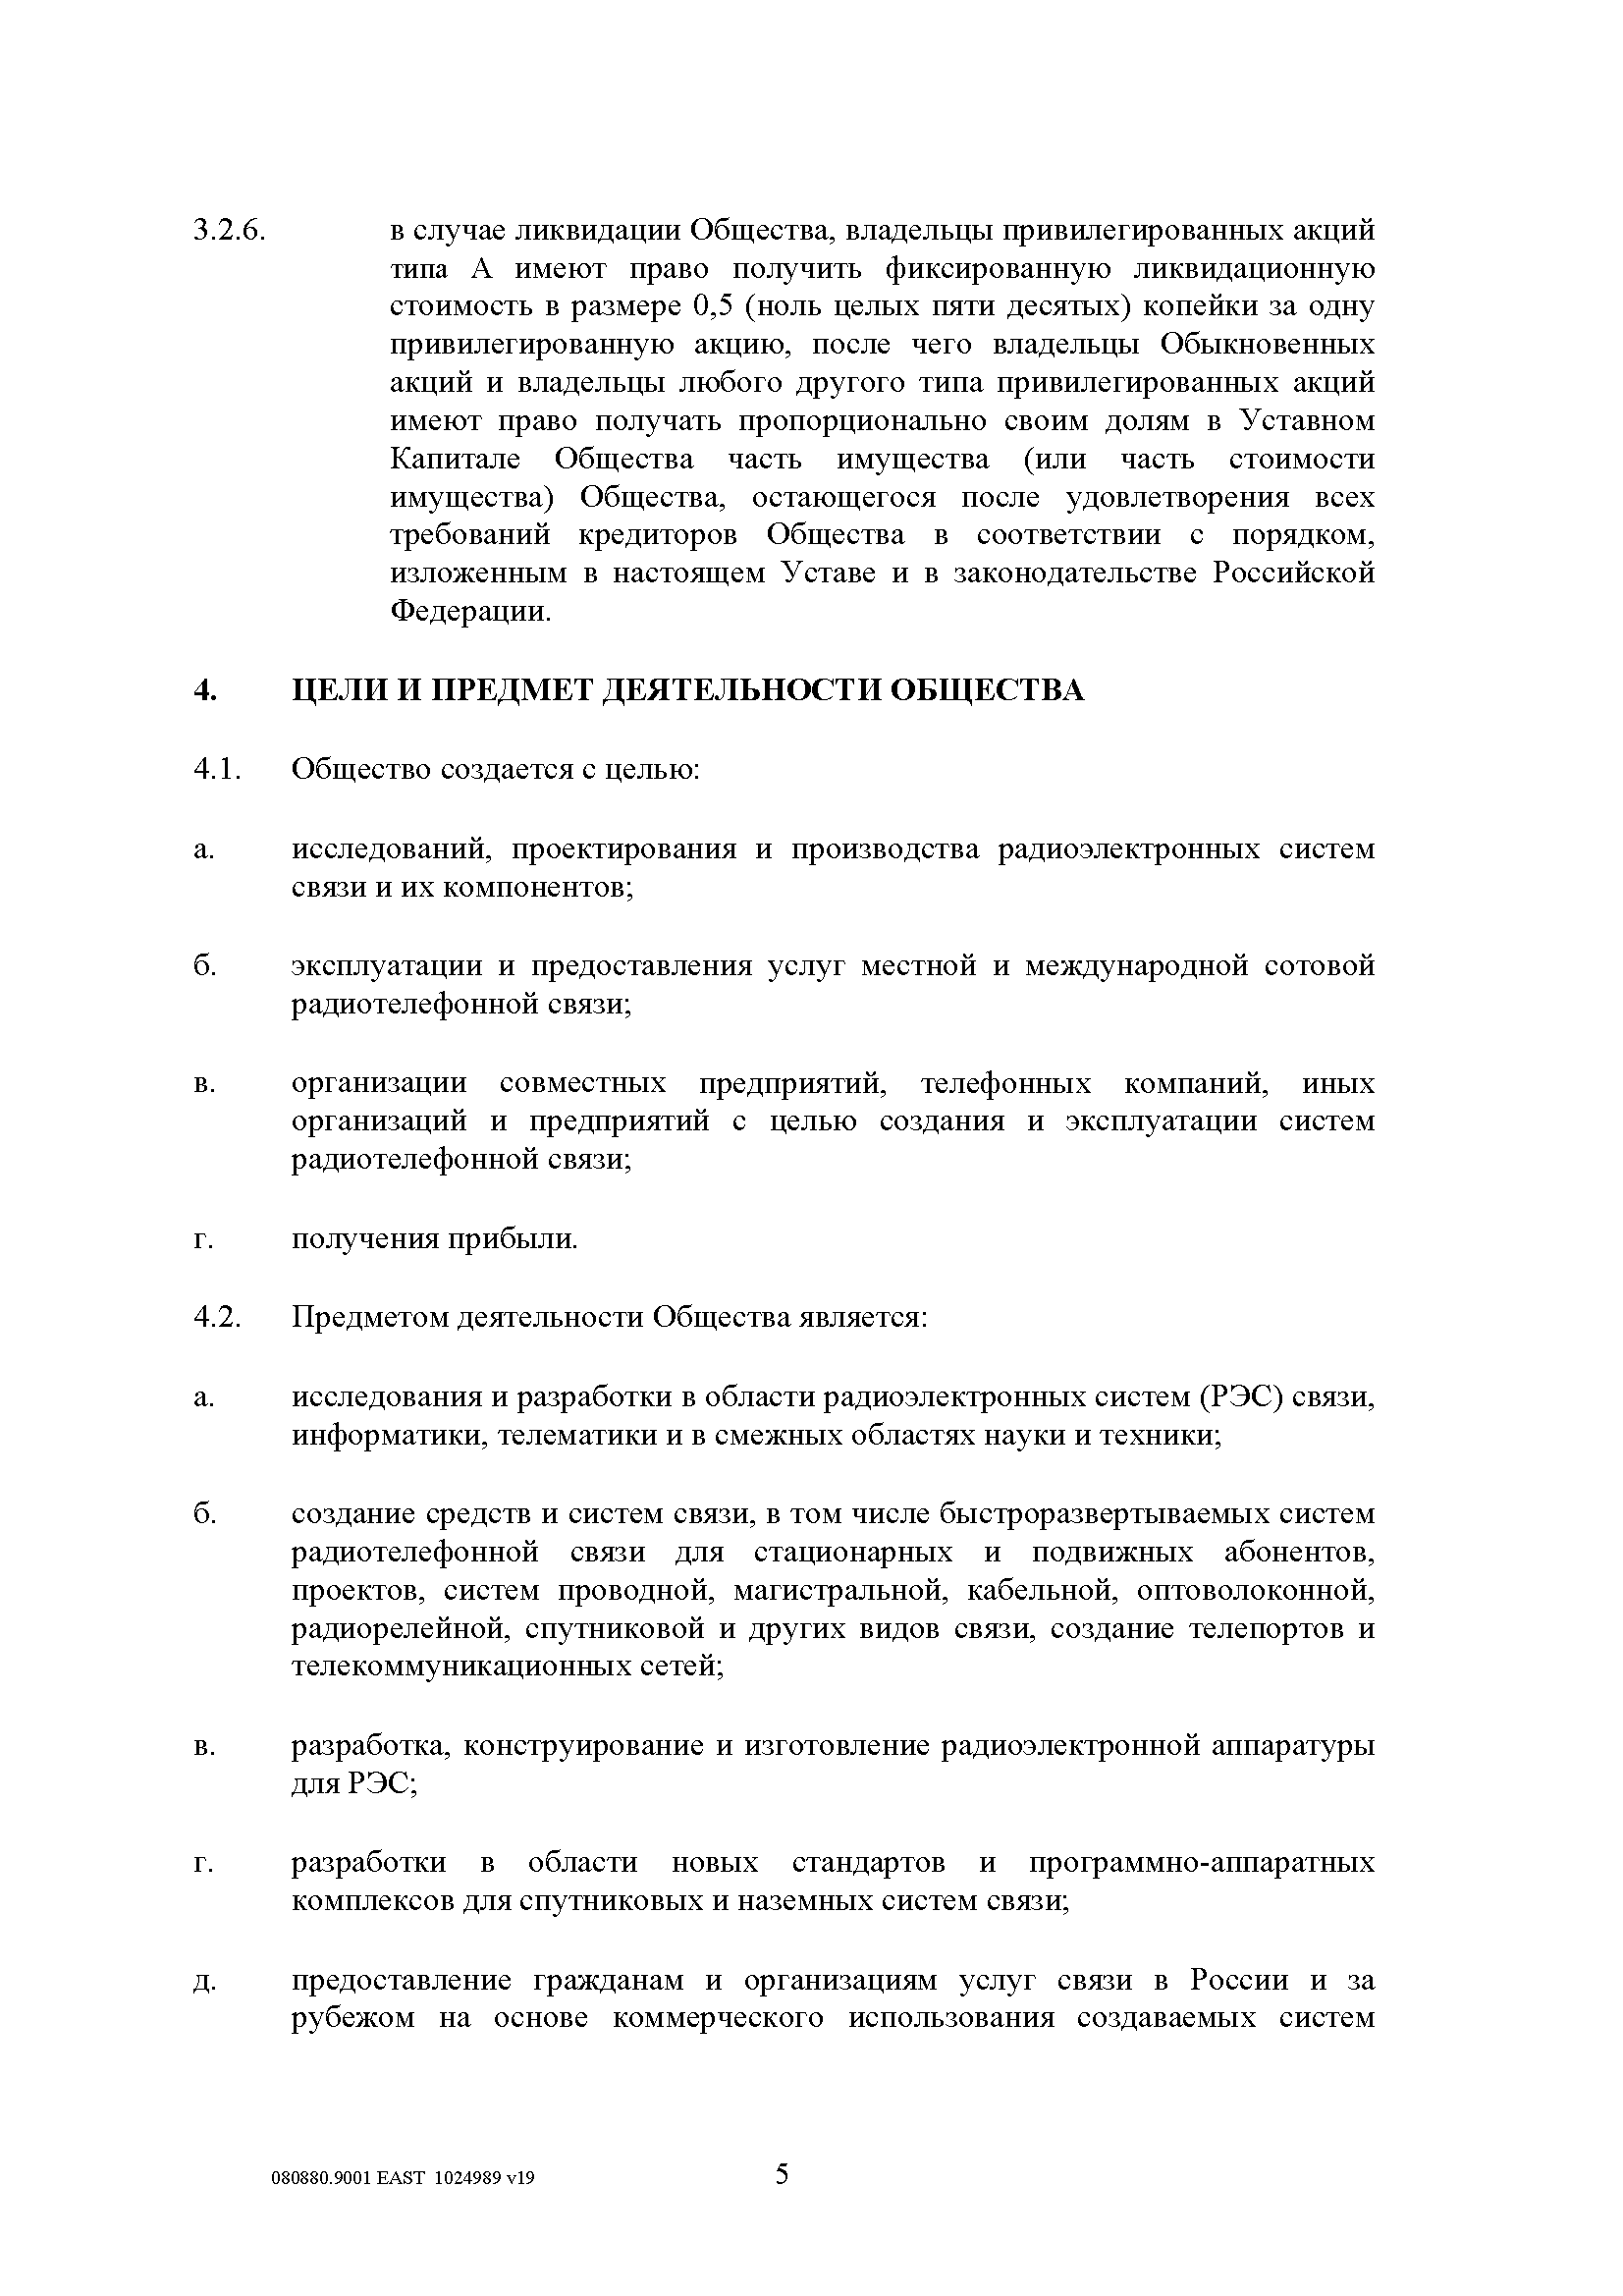 3.2.6. в случае ликвидации Общества, владельцы привилегированных акций
типа А имеют право получить фиксированную ликвидационную
стоимость в размере 0,5 (ноль целых пяти десятых) копейки за одну
привилегированную акцию, после чего владельцы Обыкновенных
акций и владельцы любого другого типа привилегированных акций
имеют право получать пропорционально своим долям в Уставном
Капитале Общества часть имущества (или часть стоимости
имущества) Общества, остающегося после удовлетворения всех
требований кредиторов Общества в соответствии с порядком,
изложенным в настоящем Уставе и в законодательстве Российской
Федерации.
4. ЦЕЛИ И ПРЕДМЕТ ДЕЯТЕЛЬНОСТИ ОБЩЕСТВА
4.1. Общество создается с целью:
а. исследований, проектирования и производства радиоэлектронных систем
связи и их компонентов;
б. эксплуатации и предоставления услуг местной и международной сотовой
радиотелефонной связи;
в. организации совместных предприятий, телефонных компаний, иных
организаций и предприятий с целью создания и эксплуатации систем
радиотелефонной связи;
г. получения прибыли.
4.2. Предметом деятельности Общества является:
а. исследования и разработки в области радиоэлектронных систем (РЭС) связи,
информатики, телематики и в смежных областях науки и техники;
б. создание средств и систем связи, в том числе быстроразвертываемых систем
радиотелефонной связи для стационарных и подвижных абонентов,
проектов, систем проводной, магистральной, кабельной, оптоволоконной,
радиорелейной, спутниковой и других видов связи, создание телепортов и
телекоммуникационных сетей;
в. разработка, конструирование и изготовление радиоэлектронной аппаратуры
для РЭС;
г. разработки в области новых стандартов и программно-аппаратных
комплексов для спутниковых и наземных систем связи;
д. предоставление гражданам и организациям услуг связи в России и за
рубежом на основе коммерческого использования создаваемых систем
080880.9001 EAST 1024989 v19 5